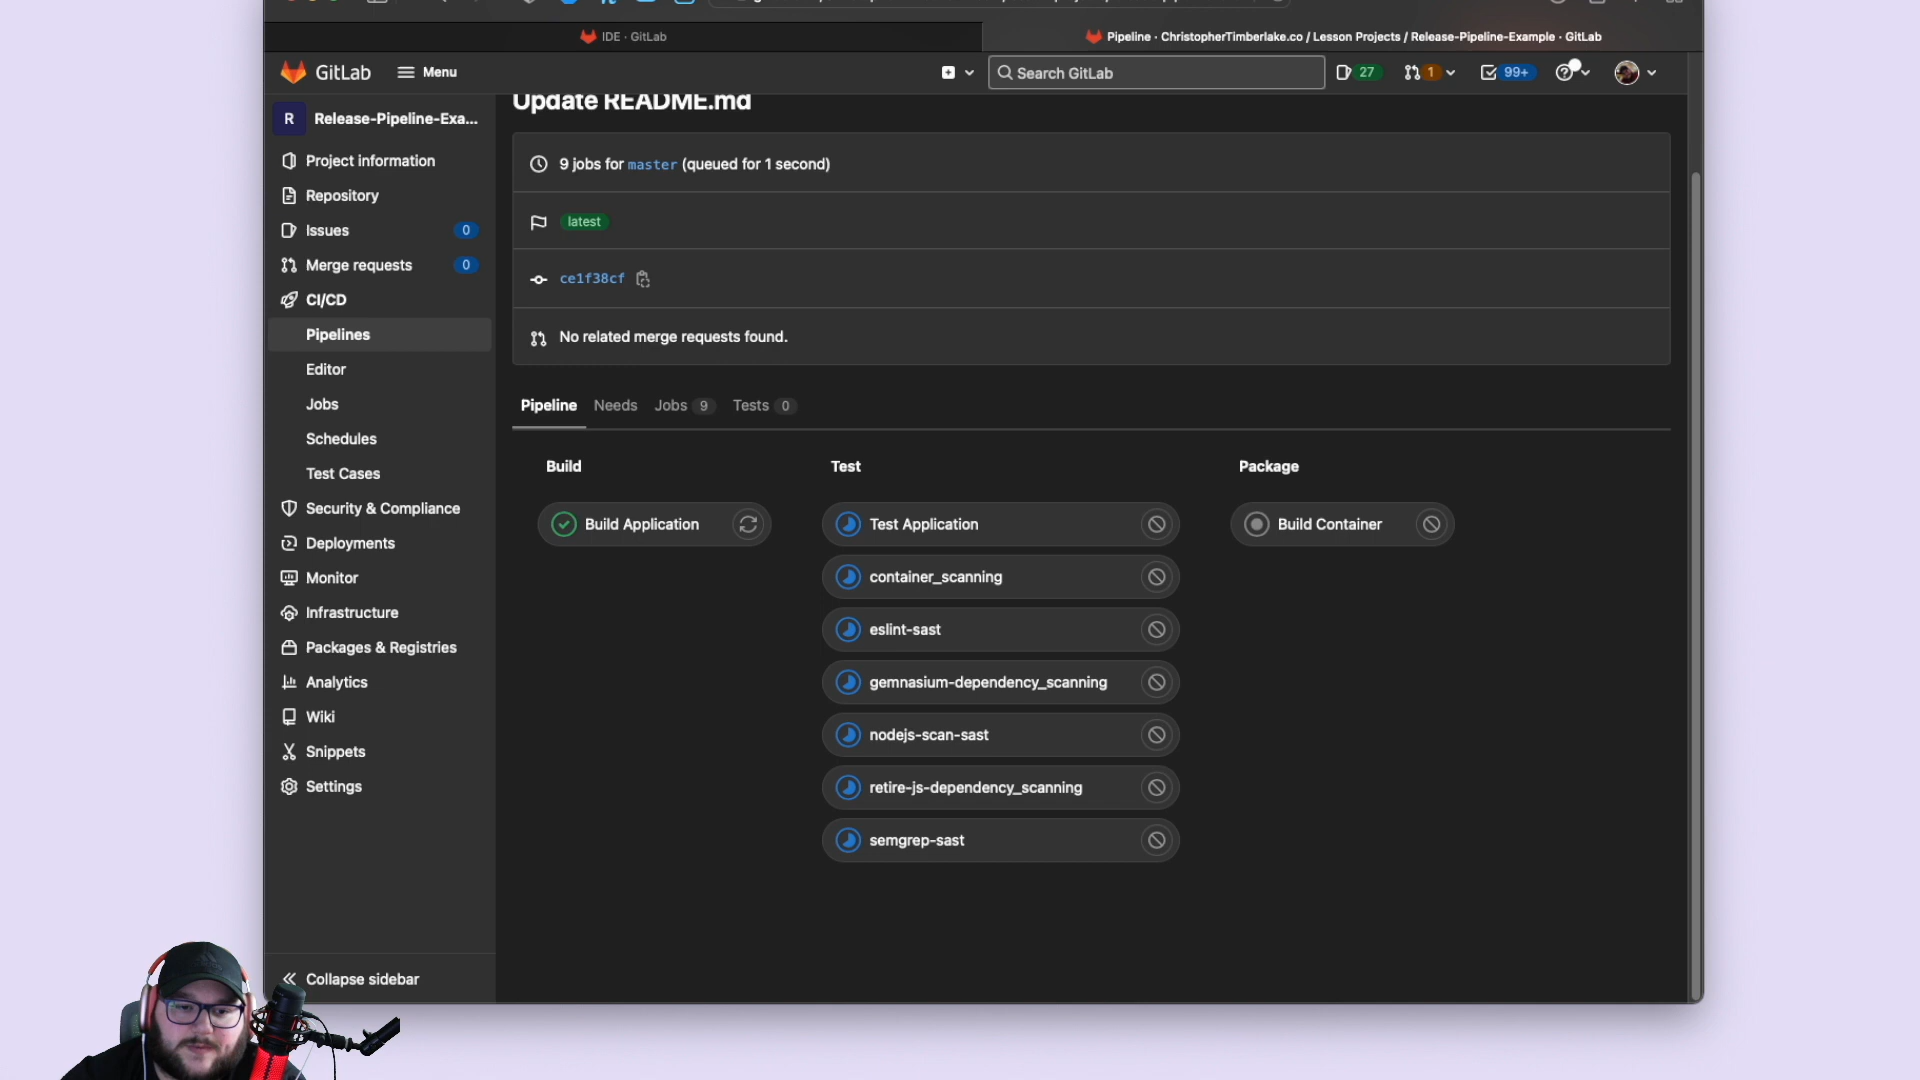 IDE · GitLab
Pipeline · ChristopherTimberlake.co / Lesson Projects / Release-Pipeline-Example · GitLab
GitLab
Menu
Search GitLab
27
1
99+
R
Release-Pipeline-Exa...
Project information
Repository
Issues
0
Merge requests
0
CI/CD
Pipelines
Editor
Jobs
Schedules
Test Cases
Security & Compliance
Deployments
Monitor
Infrastructure
Packages & Registries
Analytics
Wiki
Snippets
Settings
Collapse sidebar
Update README.md
9 jobs for master (queued for 1 second)
latest
ce1f38cf
No related merge requests found.
Pipeline
Needs
Jobs 9
Tests 0
Build
Build Application
Test
Test Application
container_scanning
eslint-sast
gemnasium-dependency_scanning
nodejs-scan-sast
retire-js-dependency_scanning
semgrep-sast
Package
Build Container